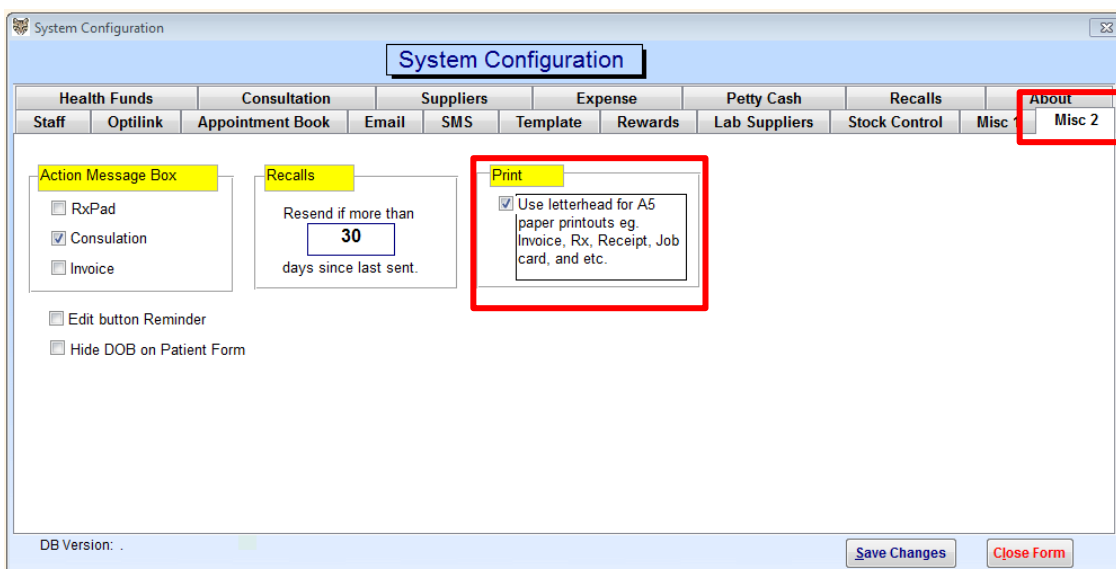 System Configuration
System Configuration
Health Funds Consultation Suppliers Expense Petty Cash Recalls About
Staff Optilink Appointment Book Email SMS Template Rewards Lab Suppliers Stock Control Misc 1 Misc 2
Action Message Box
RxPad
Consulation
Invoice
Recalls
Resend if more than
30
days since last sent.
Print
Use letterhead for A5
paper printouts eg.
Invoice, Rx, Receipt, Job
card, and etc.
Edit button Reminder
Hide DOB on Patient Form
DB Version: .
Save Changes
Close Form